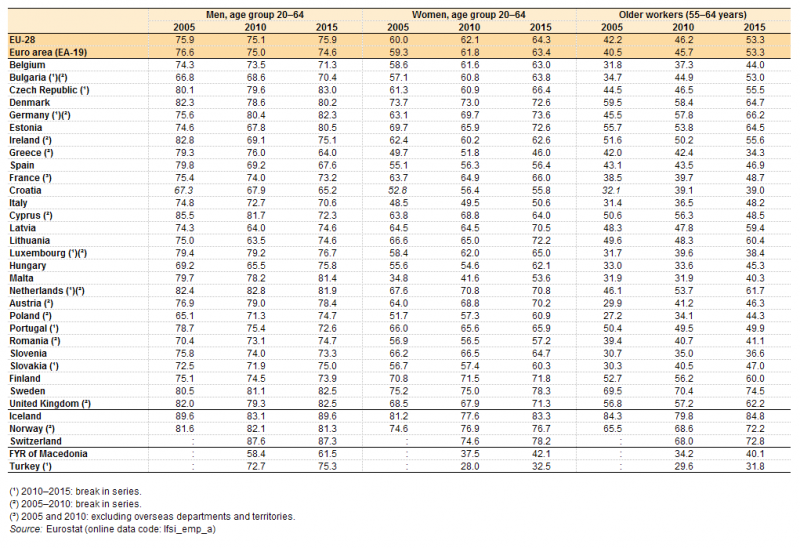 Men, age group 20–64 Women, age group 20–64 Older workers (55–64 years)
2005 2010 2015 2005 2010 2015 2005 2010 2015
EU-28 75.9 75.1 75.9 60.0 62.1 64.3 42.2 46.2 53.3
Euro area (EA-19) 76.6 75.0 74.6 59.3 61.8 63.4 40.5 45.7 53.3
Belgium 74.3 73.5 71.3 58.6 61.6 63.0 31.8 37.3 44.0
Bulgaria (¹)(²) 66.8 68.6 70.4 57.1 60.8 63.8 34.7 44.9 53.0
Czech Republic (¹) 80.1 79.6 83.0 61.3 60.9 66.4 44.5 46.5 55.5
Denmark 82.3 78.6 80.2 73.7 73.0 72.6 59.5 58.4 64.7
Germany (¹)(²) 75.6 80.4 82.3 63.1 69.7 73.6 45.5 57.8 66.2
Estonia 74.6 67.8 80.5 69.7 65.9 72.6 55.7 53.8 64.5
Ireland (²) 82.8 69.1 75.1 62.4 60.2 62.6 51.6 50.2 55.6
Greece (²) 79.3 76.0 64.0 49.7 51.8 46.0 42.0 42.4 34.3
Spain 79.8 69.2 67.6 55.1 56.3 56.4 43.1 43.5 46.9
France (³) 75.4 74.0 73.2 63.7 64.9 66.0 38.5 39.7 48.7
Croatia 67.3 67.9 65.2 52.8 56.4 55.8 32.1 39.1 39.0
Italy 74.8 72.7 70.6 48.5 49.5 50.6 31.4 36.5 48.2
Cyprus (²) 85.5 81.7 72.3 63.8 68.8 64.0 50.6 56.3 48.5
Latvia 74.3 64.0 74.6 64.5 64.5 70.5 48.3 47.8 59.4
Lithuania 75.0 63.5 74.6 66.6 65.0 72.2 49.6 48.3 60.4
Luxembourg (¹)(²) 79.4 79.2 76.7 58.4 62.0 65.0 31.7 39.6 38.4
Hungary 69.2 65.5 75.8 55.6 54.6 62.1 33.0 33.6 45.3
Malta 79.7 78.2 81.4 34.8 41.6 53.6 31.9 31.9 40.3
Netherlands (¹)(²) 82.4 82.8 81.9 67.6 70.8 70.8 46.1 53.7 61.7
Austria (²) 76.9 79.0 78.4 64.0 68.8 70.2 29.9 41.2 46.3
Poland (²) 65.1 71.3 74.7 51.7 57.3 60.9 27.2 34.1 44.3
Portugal (¹) 78.7 75.4 72.6 66.0 65.6 65.9 50.4 49.5 49.9
Romania (²) 70.4 73.1 74.7 56.9 56.5 57.2 39.4 40.7 41.1
Slovenia 75.8 74.0 73.3 66.2 66.5 64.7 30.7 35.0 36.6
Slovakia (¹) 72.5 71.9 75.0 56.7 57.4 60.3 30.3 40.5 47.0
Finland 75.1 74.5 73.9 70.8 71.5 71.8 52.7 56.2 60.0
Sweden 80.5 81.1 82.5 75.2 75.0 78.3 69.5 70.4 74.5
United Kingdom (²) 82.0 79.3 82.5 68.5 67.9 71.3 56.8 57.2 62.2
Iceland 89.6 83.1 89.6 81.2 77.6 83.3 84.3 79.8 84.8
Norway (²) 81.6 82.1 81.3 74.6 76.9 76.7 65.5 68.6 72.2
Switzerland : 87.6 87.3 : 74.6 78.2 : 68.0 72.8
FYR of Macedonia : 58.4 61.5 : 37.5 42.1 : 34.2 40.1
Turkey (¹) : 72.7 75.3 : 28.0 32.5 : 29.6 31.8
(¹) 2010–2015: break in series.
(²) 2005–2010: break in series.
(³) 2005 and 2010: excluding overseas departments and territories.
Source: Eurostat (online data code: lfsi_emp_a)